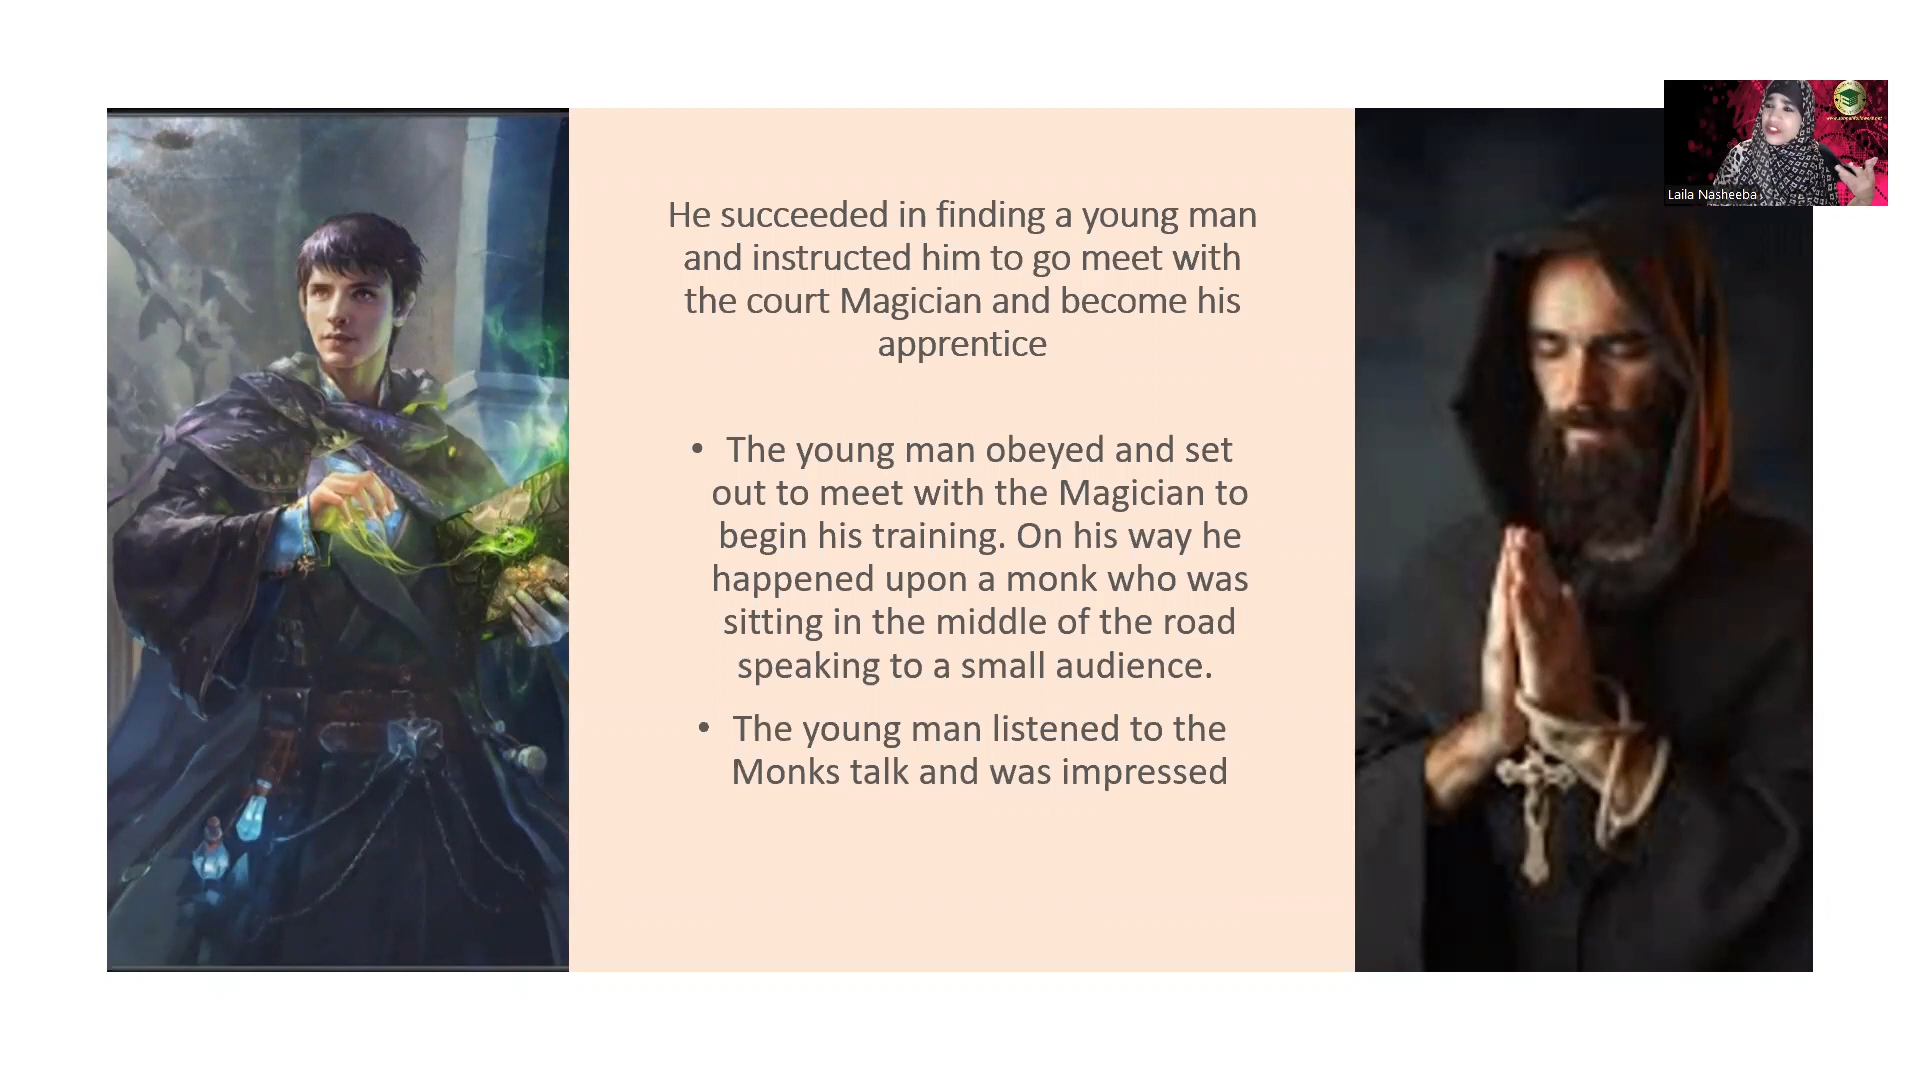 He succeeded in finding a young man
and instructed him to go meet with
the court Magician and become his
apprentice
• The young man obeyed and set
out to meet with the Magician to
begin his training. On his way he
happened upon a monk who was
sitting in the middle of the road
speaking to a small audience.
• The young man listened to the
Monks talk and was impressed
Laila Nasheeba